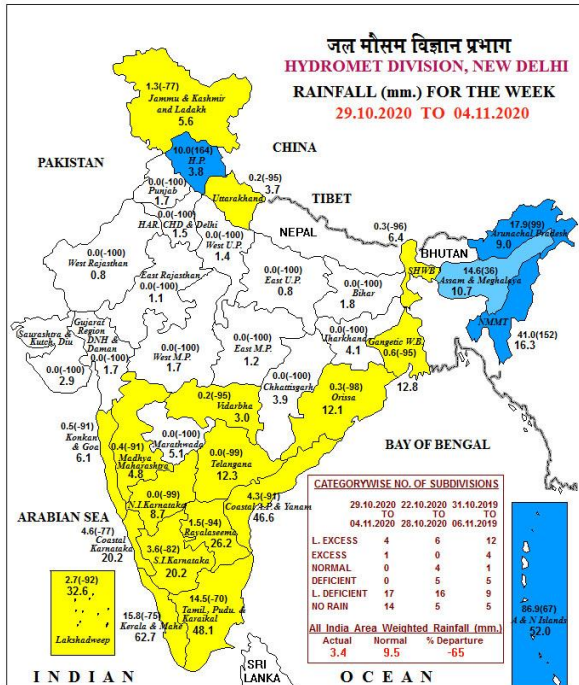 जल मौसम विज्ञान प्रभाग
HYDROMET DIVISION, NEW DELHI
RAINFALL (mm.) FOR THE WEEK
29.10.2020 TO 04.11.2020
1.3(-77)
Jammu & Kashmir
and Ladakh
5.6
CHINA
PAKISTAN
10.0(164)
H.P.
3.8
0.0(-100)
Punjab
1.7
0.2(-95)
3.7
Uttarakhand
TIBET
0.0(-100)
HAR. CHD & Delhi
1.5
0.0(-100)
West U.P.
1.4
NEPAL
0.3(-96)
6.4
BHUTAN
SHWB
17.9(99)
Arunachal Pradesh
9.0
14.6(36)
Assam & Meghalaya
10.7
NMMT
41.0(152)
16.3
0.0(-100)
West Rajasthan
0.8
East Rajasthan
0.0(-100)
1.1
0.0(-100)
East U.P.
0.8
0.0(-100)
Bihar
1.8
Saurashtra &
Kutch, Diu
0.0(-100)
2.9
Gujarat
Region
DNH &
Daman
0.0(-100)
1.7
0.0(-100)
West M.P.
1.7
0.0(-100)
East M.P.
1.2
0.0(-100)
Jharkhand
4.1
Gangetic W.B.
0.6(-95)
12.8
0.0(-100)
Chhattisgarh
3.9
0.3(-98)
Orissa
12.1
0.2(-95)
Vidarbha
3.0
0.5(-91)
Konkan
& Goa
6.1
0.4(-91)
Madhya
Maharashtra
4.8
0.0(-100)
Marathwada
5.1
0.0(-99)
Telangana
12.3
BAY OF BENGAL
0.0(-99)
N.I.Karnataka
8.7
4.3(-91)
Coastal A.P. & Yanam
46.6
ARABIAN SEA
4.6(-77)
Coastal
Karnataka
20.2
1.5(-94)
Rayalaseema
26.2
3.6(-82)
S.I.Karnataka
20.2
2.7(-92)
32.6
Lakshadweep
14.5(-70)
Tamil, Pudu. &
Karaikal
48.1
15.8(-75)
Kerala & Mahe
62.7
CATEGORYWISE NO. OF SUBDIVISIONS
29.10.2020 22.10.2020 31.10.2019
TO TO TO
04.11.2020 28.10.2020 06.11.2019
L. EXCESS 4 6 12
EXCESS 1 0 4
NORMAL 0 4 1
DEFICIENT 0 5 5
L. DEFICIENT 17 16 9
NO RAIN 14 5 5
All India Area Weighted Rainfall (mm.)
Actual Normal % Departure
3.4 9.5 -65
86.9(67)
A & N Islands
52.0
SRI
LANKA
INDIAN OCEAN